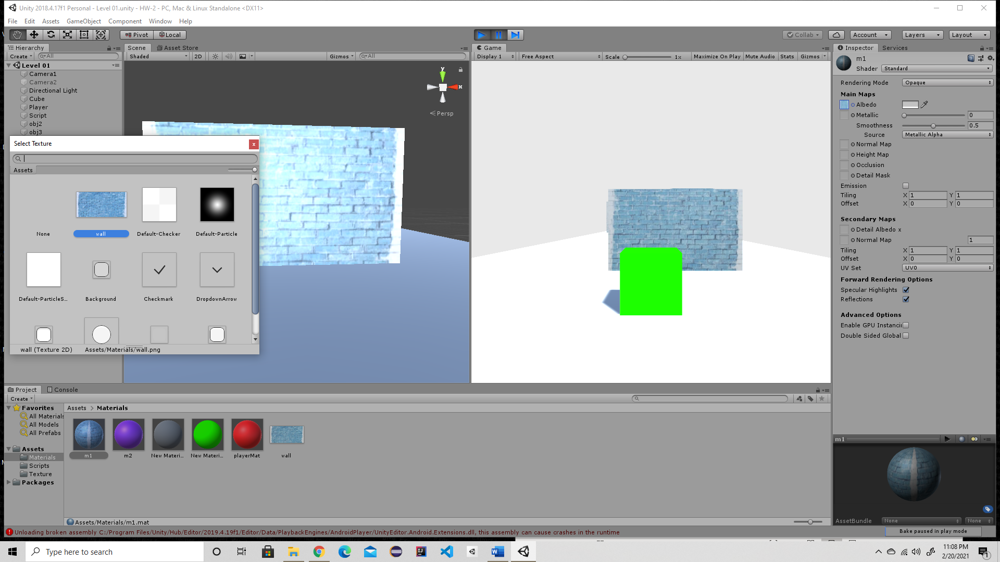 Unity 2018.4.17f1 Personal - Level 01.unity - HW-2 - PC, Mac & Linux Standalone <DX11>
File Edit Assets GameObject Component Window Help
Pivot Local Collab Account Layers Layout
Hierarchy
Create All
Level 01
Camera1
Camera2
Directional Light
Cube
Player
Script
obj2
obj3
Scene Asset Store
Shaded 2D Gizmos All
y
x
Persp
Game
Display 1 Free Aspect Scale 1x Maximize On Play Mute Audio Stats Gizmos
Select Texture
Assets
None wall Default-Checker Default-Particle
Default-ParticleS... Background Checkmark DropdownArrow
wall (Texture 2D) Assets/Materials/wall.png
Inspector Services
m1
Shader Standard
Rendering Mode Opaque
Main Maps
Albedo
Metallic 0
Smoothness 0.5
Source Metallic Alpha
Normal Map
Height Map
Occlusion
Detail Mask
Emission
Tiling X 1 Y 1
Offset X 0 Y 0
Secondary Maps
Detail Albedo x
Normal Map 1
Tiling X 1 Y 1
Offset X 0 Y 0
UV Set UV0
Forward Rendering Options
Specular Highlights
Reflections
Advanced Options
Enable GPU Instanci
Double Sided Global
m1
AssetBundle None None
Bake paused in play mode
Project Console
Create
Favorites
All Materials
All Models
All Prefabs
Assets
Materials
Scripts
Texture
Packages
Assets > Materials
m1 m2 New Materi... New Materi... playerMat wall
Assets/Materials/m1.mat
Unloading broken assembly C:/Program Files/Unity/Hub/Editor/2019.4.19f1/Editor/Data/PlaybackEngines/AndroidPlayer/UnityEditor.Android.Extensions.dll, this assembly can cause crashes in the runtime
Type here to search
11:08 PM
2/20/2021
1